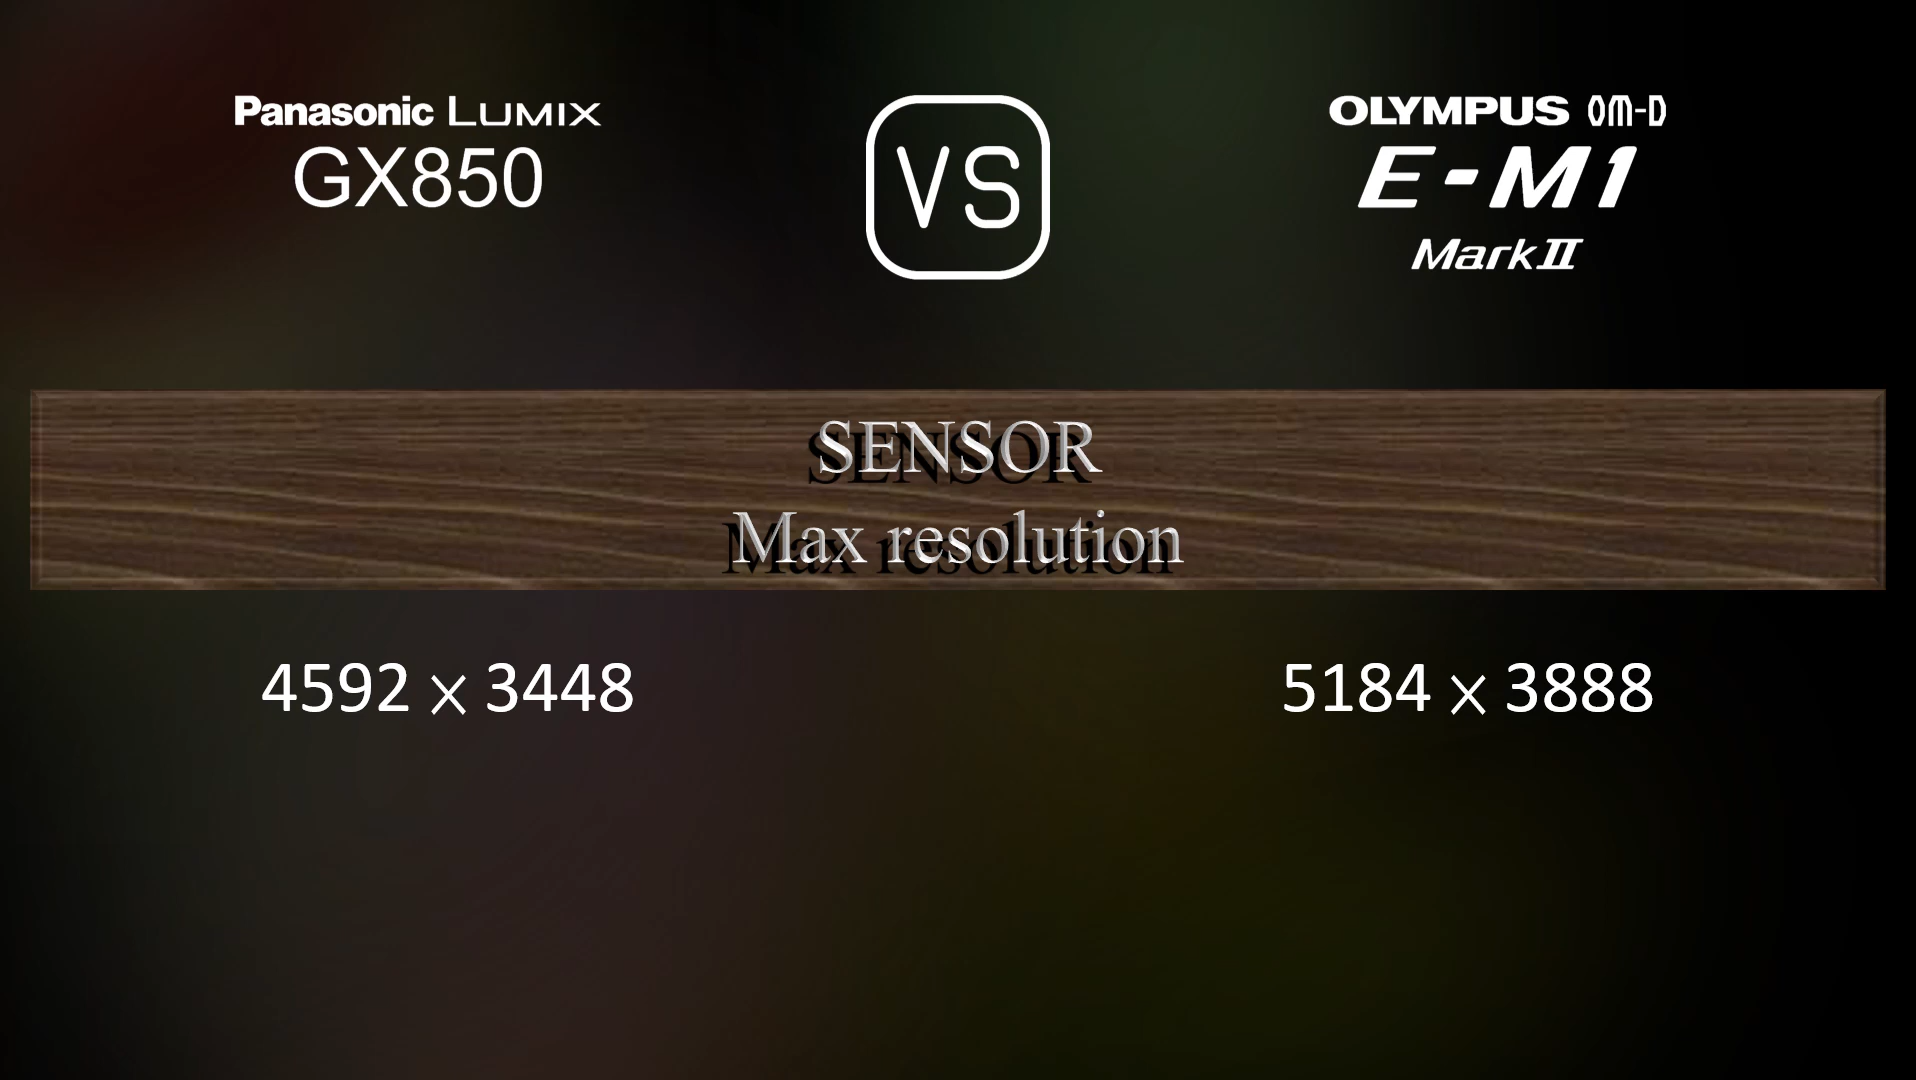 Panasonic LUMIX
GX850
VS
OLYMPUS OM-D
E-M1
Mark II
SENSOR
Max resolution
4592 x 3448
5184 x 3888